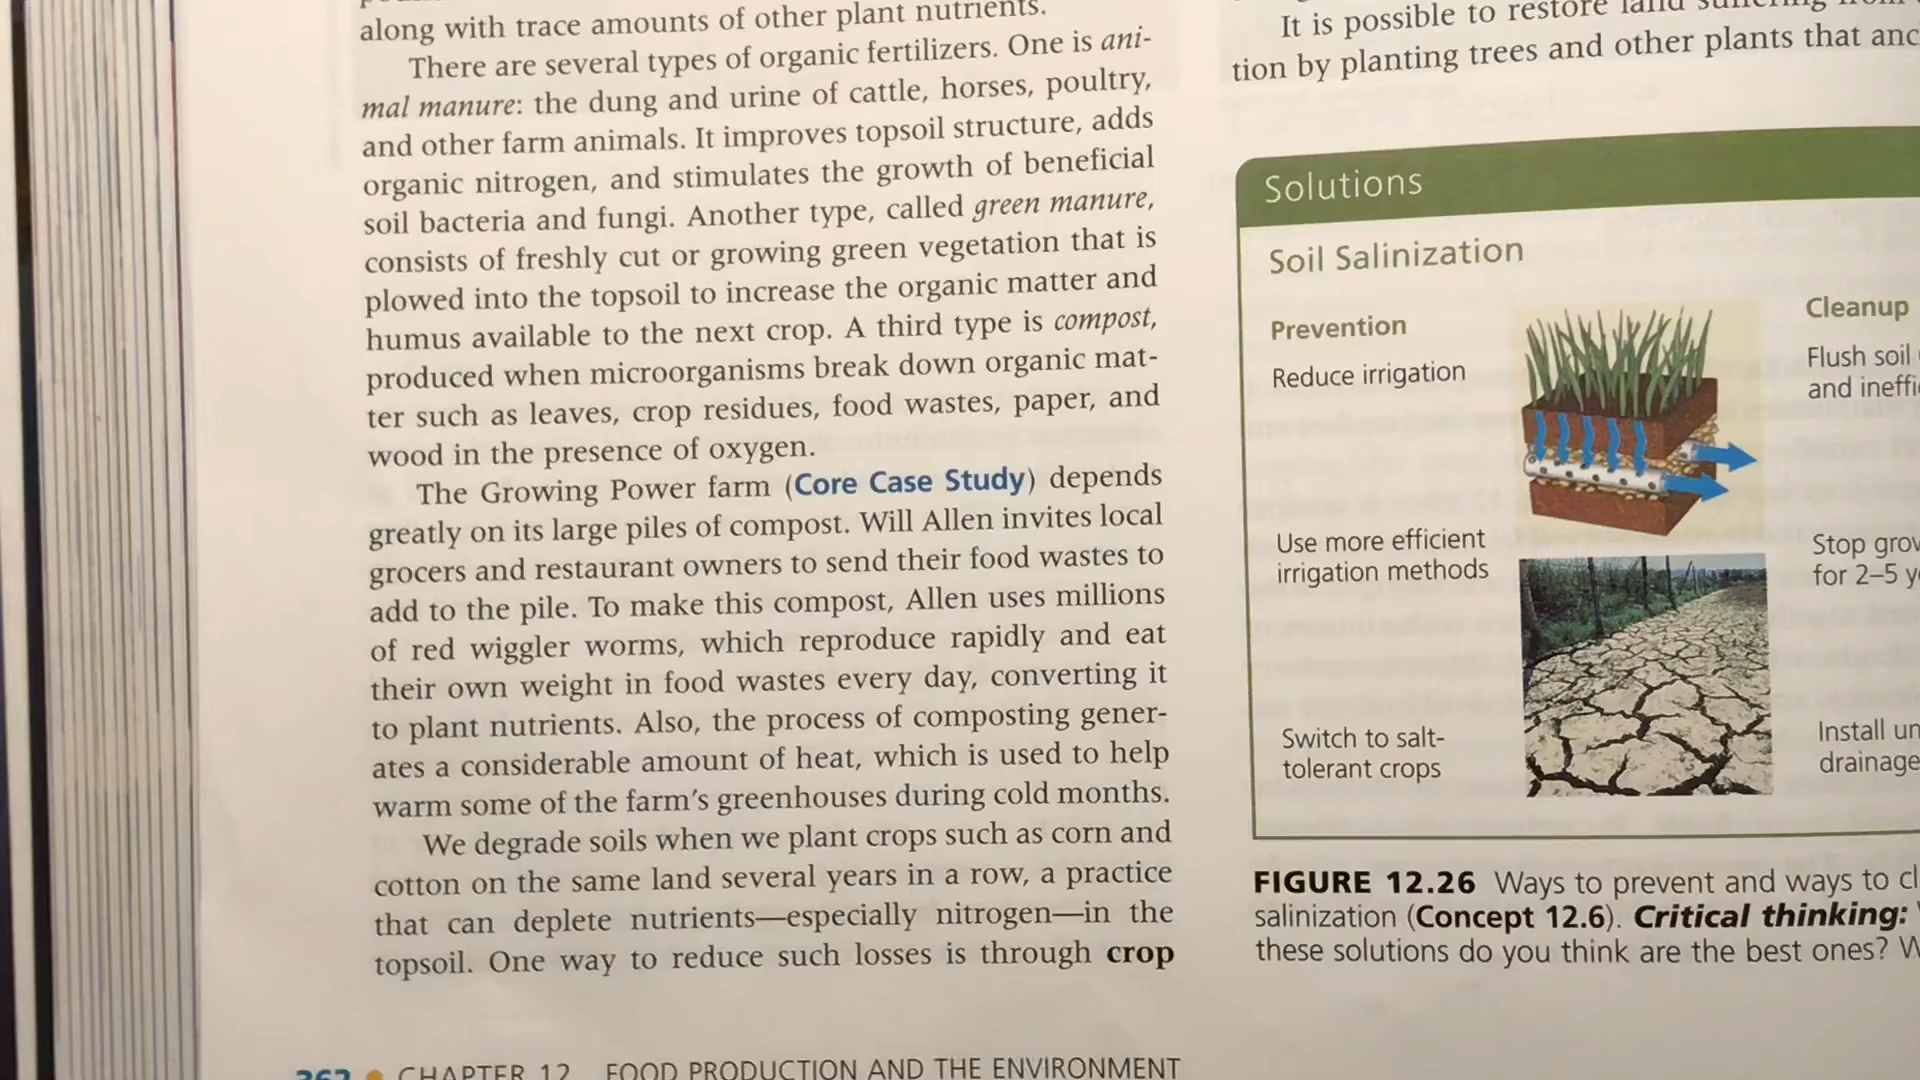 along with trace amounts of other plant nutrients.
There are several types of organic fertilizers. One is ani-
mal manure: the dung and urine of cattle, horses, poultry,
and other farm animals. It improves topsoil structure, adds
organic nitrogen, and stimulates the growth of beneficial
soil bacteria and fungi. Another type, called green manure,
consists of freshly cut or growing green vegetation that is
plowed into the topsoil to increase the organic matter and
humus available to the next crop. A third type is compost,
produced when microorganisms break down organic mat-
ter such as leaves, crop residues, food wastes, paper, and
wood in the presence of oxygen.
The Growing Power farm (Core Case Study) depends
greatly on its large piles of compost. Will Allen invites local
grocers and restaurant owners to send their food wastes to
add to the pile. To make this compost, Allen uses millions
of red wiggler worms, which reproduce rapidly and eat
their own weight in food wastes every day, converting it
to plant nutrients. Also, the process of composting gener-
ates a considerable amount of heat, which is used to help
warm some of the farm's greenhouses during cold months.
We degrade soils when we plant crops such as corn and
cotton on the same land several years in a row, a practice
that can deplete nutrients—especially nitrogen—in the
topsoil. One way to reduce such losses is through crop
CHAPTER 12 FOOD PRODUCTION AND THE ENVIRONMENT
It is possible to restore land suffering from
tion by planting trees and other plants that
Solutions
Soil Salinization
Prevention
Reduce irrigation
Use more efficient
irrigation methods
Switch to salt-
tolerant crops
Cleanup
Flush soil
and
Stop
for 2–5
Install
drainage
FIGURE 12.26 Ways to prevent and ways to
salinization (Concept 12.6). Critical thinking:
these solutions do you think are the best ones?